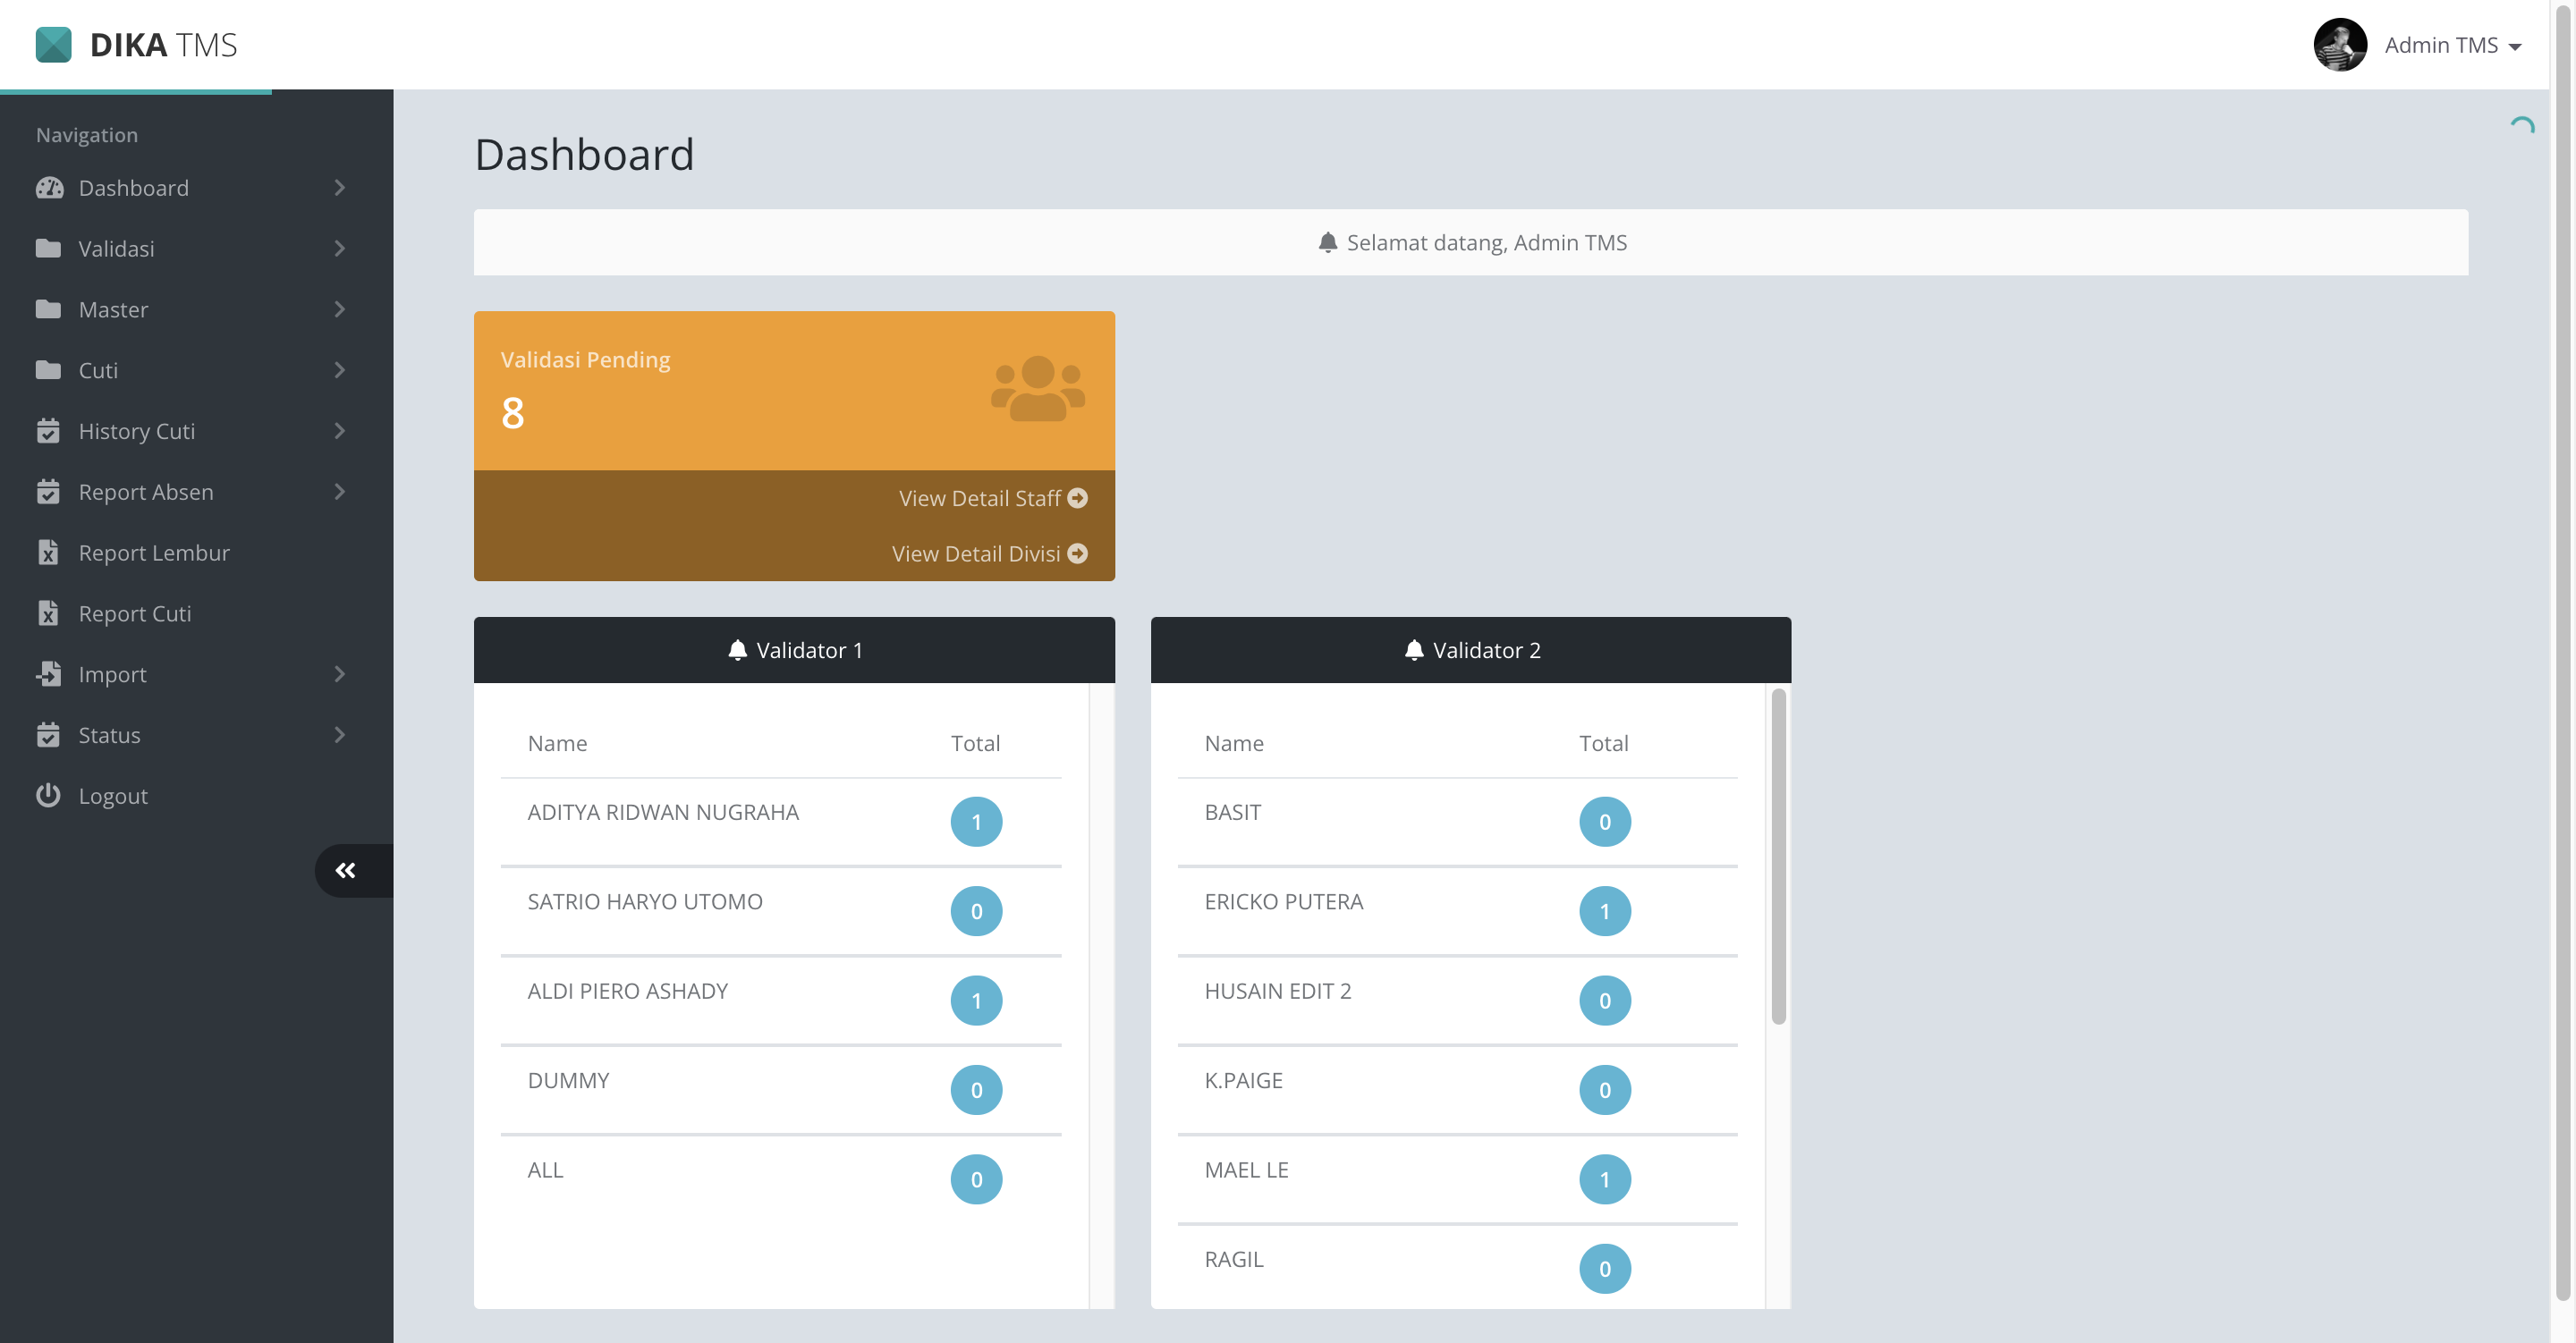 DIKA TMS
Admin TMS
Navigation
Dashboard
Validasi
Master
Cuti
History Cuti
Report Absen
Report Lembur
Report Cuti
Import
Status
Logout
Dashboard
Selamat datang, Admin TMS
Validasi Pending
8
View Detail Staff
View Detail Divisi
Validator 1
Name Total
ADITYA RIDWAN NUGRAHA 1
SATRIO HARYO UTOMO 0
ALDI PIERO ASHADY 1
DUMMY 0
ALL 0
Validator 2
Name Total
BASIT 0
ERICKO PUTERA 1
HUSAIN EDIT 2 0
K.PAIGE 0
MAEL LE 1
RAGIL 0